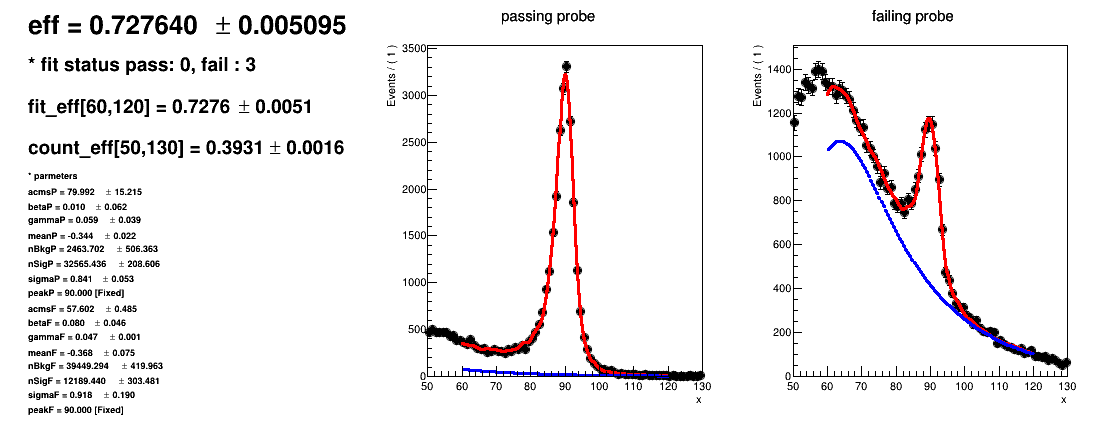 eff = 0.727640 ± 0.005095
* fit status pass: 0, fail : 3
fit_eff[60,120] = 0.7276 ± 0.0051
count_eff[50,130] = 0.3931 ± 0.0016
* parmeters
acmsP = 79.992 ± 15.215
betaP = 0.010 ± 0.062
gammaP = 0.059 ± 0.039
meanP = -0.344 ± 0.022
nBkgP = 2463.702 ± 506.363
nSigP = 32565.436 ± 208.606
sigmaP = 0.841 ± 0.053
peakP = 90.000 [Fixed]
acmsF = 57.602 ± 0.485
betaF = 0.080 ± 0.046
gammaF = 0.047 ± 0.001
meanF = -0.368 ± 0.075
nBkgF = 39449.294 ± 419.963
nSigF = 12189.440 ± 303.481
sigmaF = 0.918 ± 0.190
peakF = 90.000 [Fixed]
passing probe
Events / ( 1 )
3500
3000
2500
2000
1500
1000
500
0
50 60 70 80 90 100 110 120 130
x
failing probe
Events / ( 1 )
1400
1200
1000
800
600
400
200
0
50 60 70 80 90 100 110 120 130
x